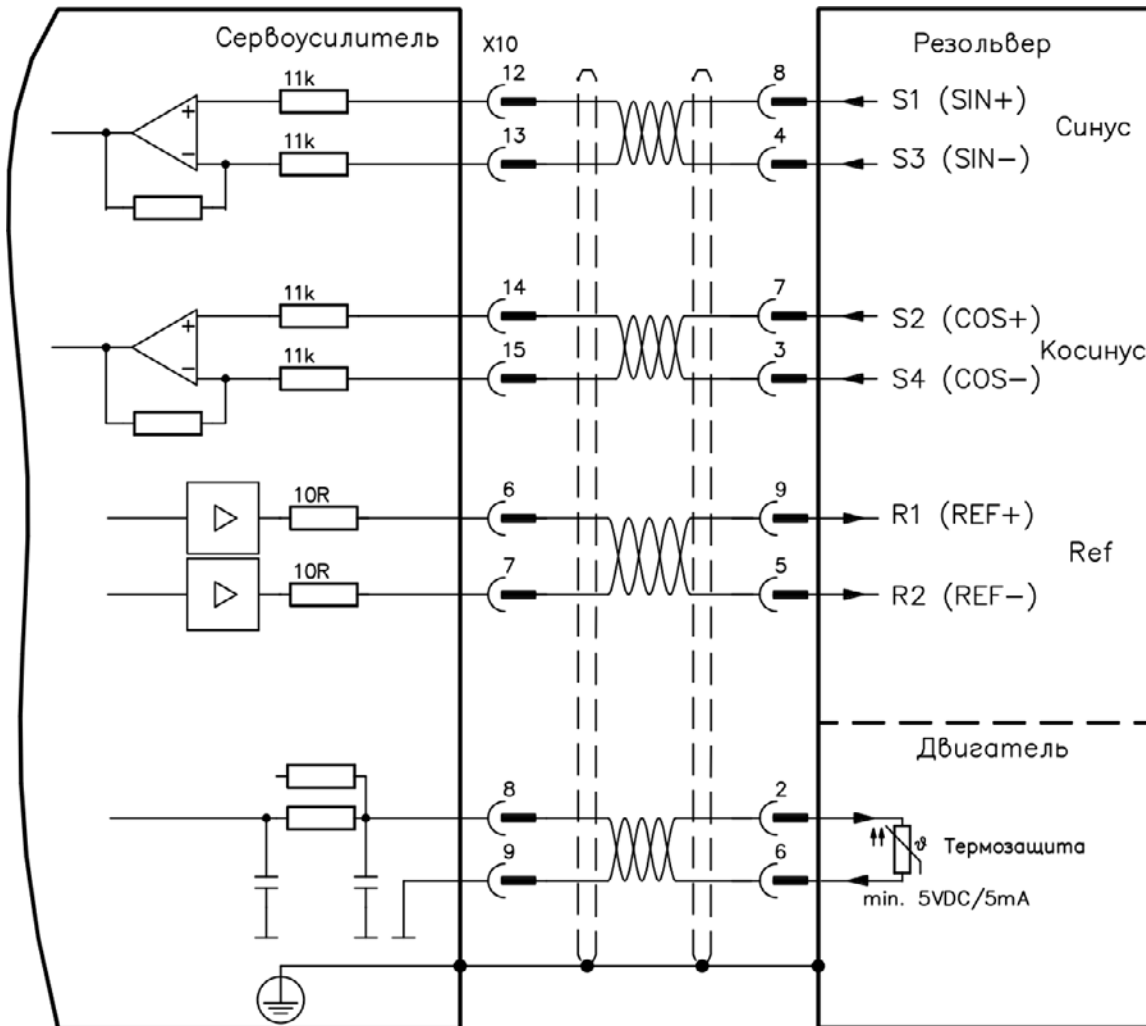 Сервоусилитель X10 Резольвер
11k 12 8 S1 (SIN+)
Синус
11k 13 4 S3 (SIN−)
11k 14 7 S2 (COS+)
Косинус
11k 15 3 S4 (COS−)
10R 6 9 R1 (REF+)
Ref
10R 7 5 R2 (REF−)
Двигатель
8 2
ϑ Термозащита
9 6
min. 5VDC/5mA